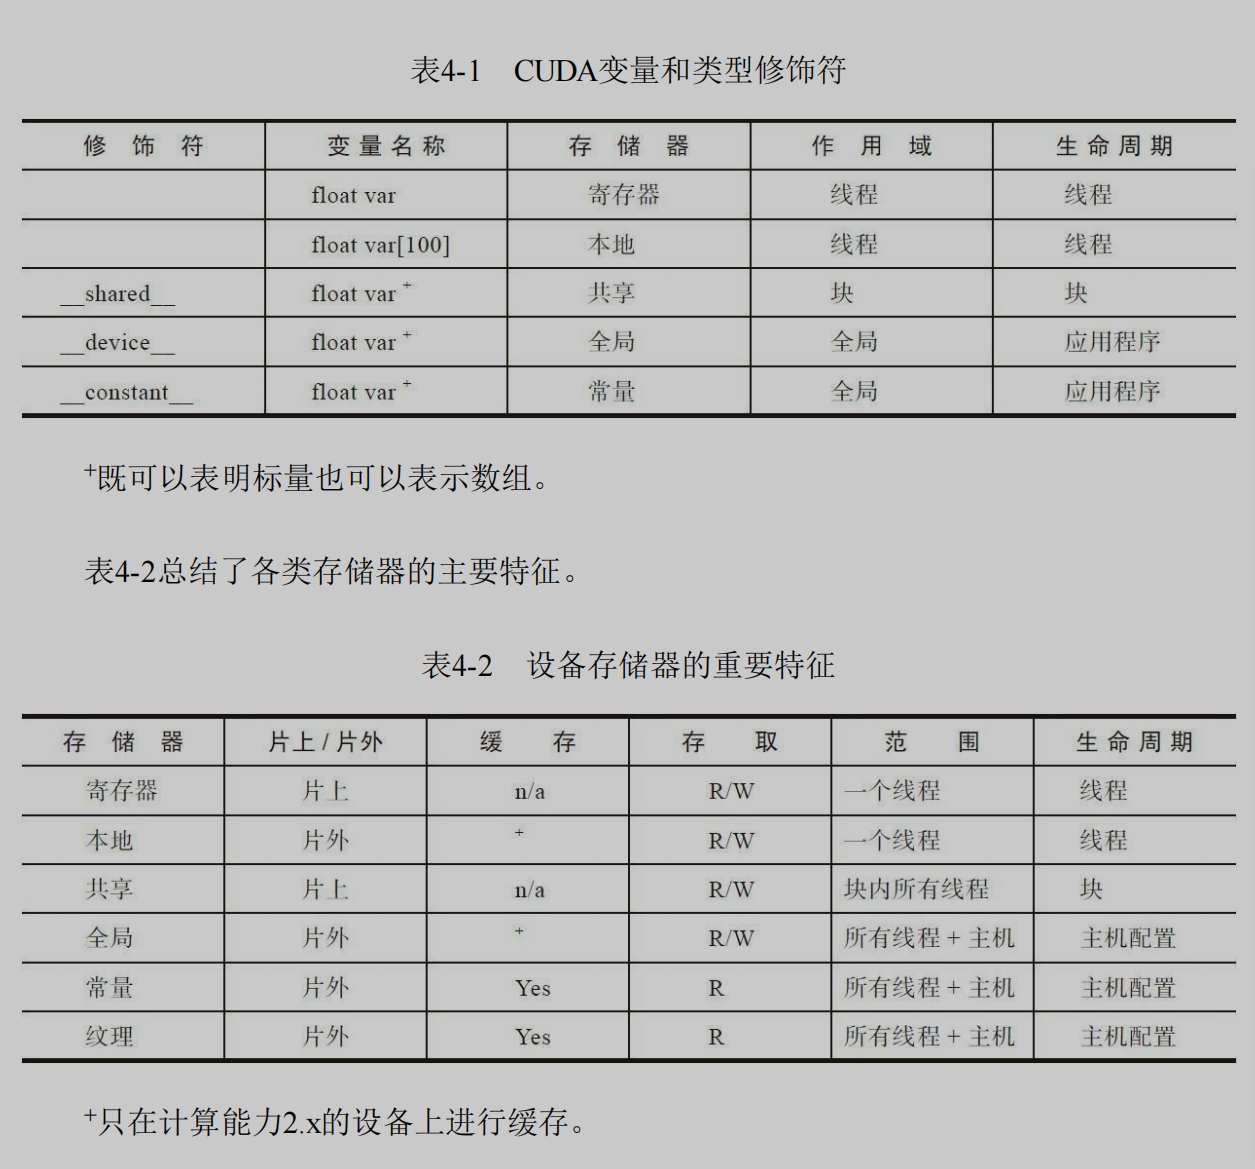 表4-1 CUDA变量和类型修饰符
修饰符 变量名称 存储器 作用域 生命周期
float var 寄存器 线程 线程
float var[100] 本地 线程 线程
__shared__ float var + 共享 块 块
__device__ float var + 全局 全局 应用程序
__constant__ float var + 常量 全局 应用程序
+既可以表明标量也可以表示数组。
表4-2总结了各类存储器的主要特征。
表4-2 设备存储器的重要特征
存储器 片上/片外 缓存 存取 范围 生命周期
寄存器 片上 n/a R/W 一个线程 线程
本地 片外 + R/W 一个线程 线程
共享 片上 n/a R/W 块内所有线程 块
全局 片外 + R/W 所有线程+主机 主机配置
常量 片外 Yes R 所有线程+主机 主机配置
纹理 片外 Yes R 所有线程+主机 主机配置
+只在计算能力2.x的设备上进行缓存。